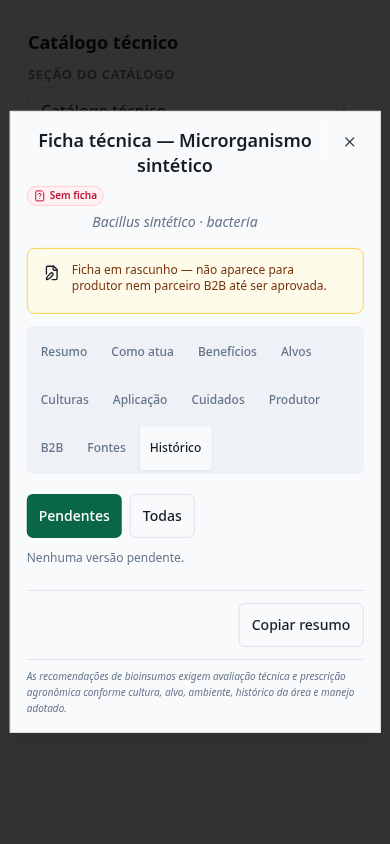 Catálogo técnico
SEÇÃO DO CATÁLOGO
Catálogo técnico
Ficha técnica — Microrganismo
sintético
Sem ficha
Bacillus sintético · bacteria
Ficha em rascunho — não aparece para
produtor nem parceiro B2B até ser aprovada.
Resumo Como atua Benefícios Alvos
Culturas Aplicação Cuidados Produtor
B2B Fontes Histórico
Pendentes Todas
Nenhuma versão pendente.
Copiar resumo
As recomendações de bioinsumos exigem avaliação técnica e prescrição
agronômica conforme cultura, alvo, ambiente, histórico da área e manejo
adotado.